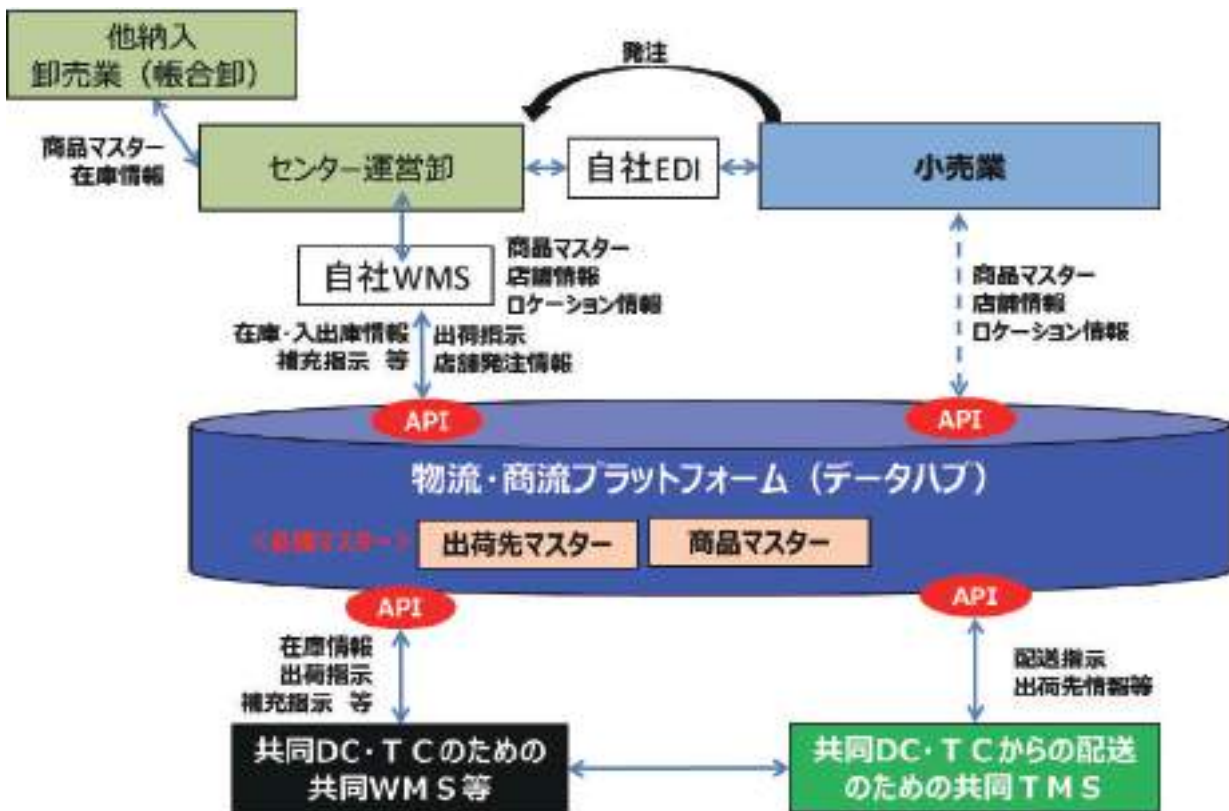 他納入
卸売業（帳合卸）
発注
商品マスター
在庫情報
センター運営卸
自社EDI
小売業
自社WMS
商品マスター
店舗情報
ロケーション情報
商品マスター
店舗情報
ロケーション情報
在庫・入出庫情報
補充指示 等
出荷指示
店舗発注情報
API
API
物流・商流プラットフォーム（データハブ）
マスター＞
出荷先マスター
商品マスター
API
API
在庫情報
出荷指示
補充指示 等
配送指示
出荷先情報等
共同DC・ＴＣのための
共同WＭＳ等
共同DC・ＴＣからの配送
のための共同ＴＭＳ